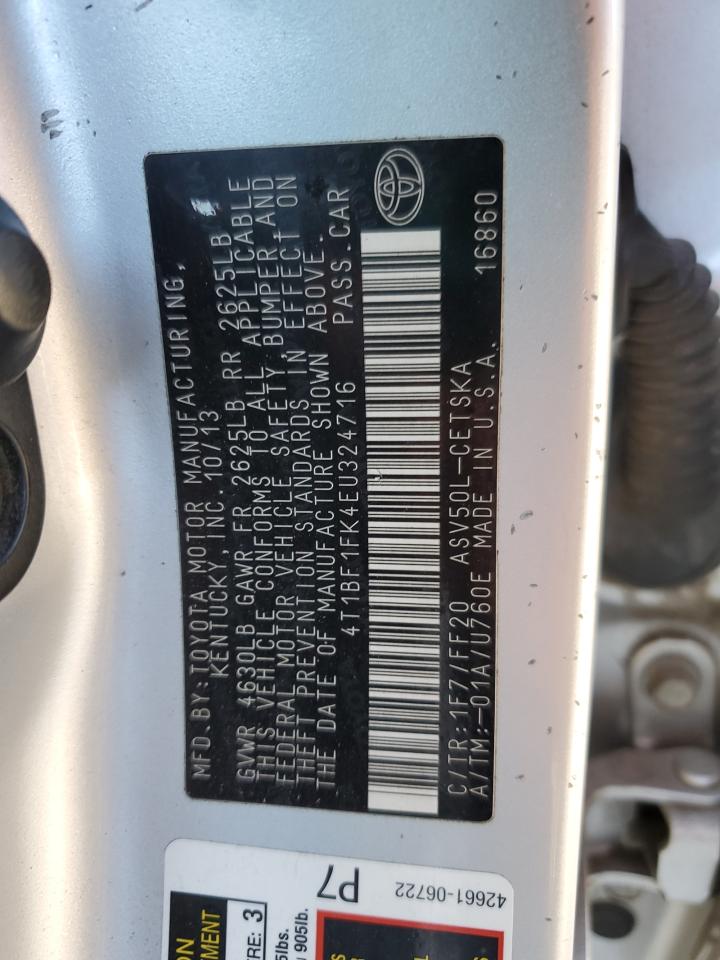 MFD.BY:TOYOTA MOTOR MANUFACTURING,
KENTUCKY, INC. 10/13
GVWR 4630LB GAWR FR 2625LB RR 2625LB
THIS VEHICLE CONFORMS TO ALL APPLICABLE
FEDERAL MOTOR VEHICLE SAFETY,BUMPER AND
THEFT PREVENTION STANDARDS IN EFFECT ON
THE DATE OF MANUFACTURE SHOWN ABOVE.
4T1BF1FK4EU324716 PASS.CAR
C/TR:1F7/FF20 ASV50L-CETSKA
A/TM:-01A/U760E MADE IN U.S.A. 16860
P7
42661-06722